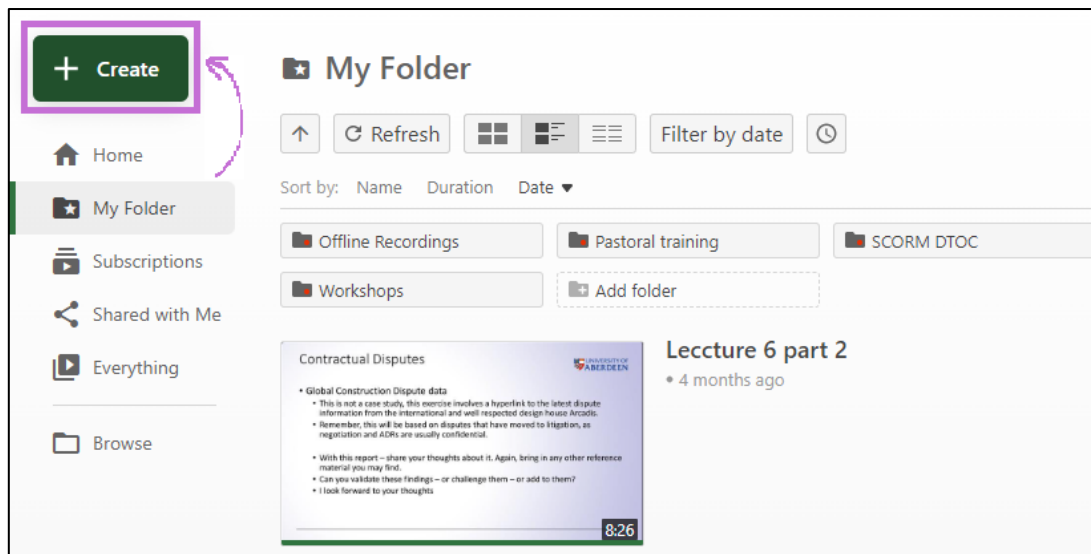 + Create
Home
My Folder
Subscriptions
Shared with Me
Everything
Browse
My Folder
Refresh
Filter by date
Sort by: Name Duration Date
Offline Recordings
Pastoral training
SCORM DTOC
Workshops
Add folder
Contractual Disputes
UNIVERSITY OF
ABERDEEN
• Global Construction Dispute data
• This is not a case study, this exercise involves a hyperlink to the latest dispute
information from the international and well respected design house Arcadis.
• Remember, this will be based on disputes that have moved to litigation, as
negotiation and ADRs are usually confidential.
• With this report – share your thoughts about it. Again, bring in any other reference
material you may find.
• Can you validate these findings – or challenge them – or add to them?
• I look forward to your thoughts
8:26
Leccture 6 part 2
• 4 months ago